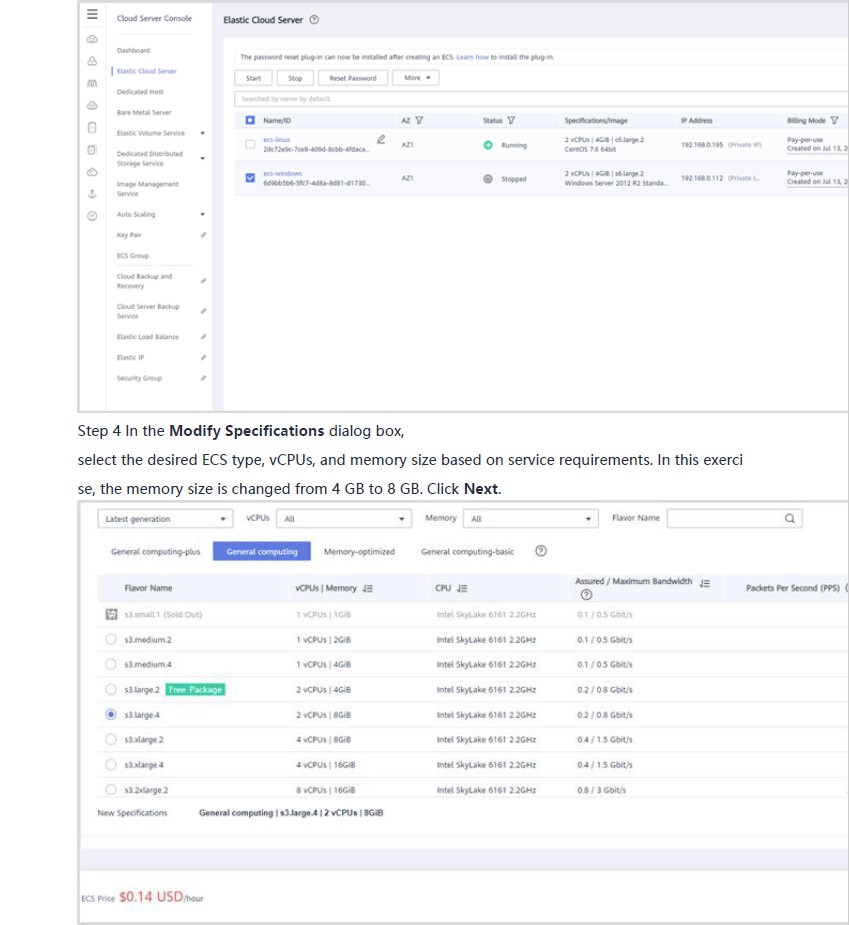 Cloud Server Console
Elastic Cloud Server
Dashboard
Elastic Cloud Server
Dedicated Host
Bare Metal Server
Elastic Volume Service
Dedicated Distributed
Storage Service
Image Management
Service
Auto Scaling
Key Pair
ECS Group
Cloud Backup and
Recovery
Cloud Server Backup
Service
Elastic Load Balance
Elastic IP
Security Group
The password reset plug-in can now be installed after creating an ECS. Learn how to install the plug-in.
Start Stop Reset Password More
Searched by name by default.
Name/ID AZ Status Specifications/Image IP Address Billing Mode
ecs-linux AZ1 Running 2 vCPUs | 4GiB | c6.large.2 192.168.0.195 (Private IP) Pay-per-use
CentOS 7.6 64bit Created on Jul 13, 2
ecs-windows AZ1 Stopped 2 vCPUs | 4GiB | s6.large.2 192.168.0.112 (Private I... Pay-per-use
6d9bb5b6-5fc7-4d8a-8d81-d1730... Windows Server 2012 R2 Standa... Created on Jul 13, 2
Step 4 In the Modify Specifications dialog box,
select the desired ECS type, vCPUs, and memory size based on service requirements. In this exerci
se, the memory size is changed from 4 GB to 8 GB. Click Next.
Latest generation vCPUs All Memory All Flavor Name
General computing-plus General computing Memory-optimized General computing-basic
Flavor Name vCPUs | Memory CPU Assured / Maximum Bandwidth Packets Per Second (PPS)
s3.small.1 (Sold Out) 1 vCPUs | 1GiB Intel SkyLake 6161 2.2GHz 0.1 / 0.5 Gbit/s
s3.medium.2 1 vCPUs | 2GiB Intel SkyLake 6161 2.2GHz 0.1 / 0.5 Gbit/s
s3.medium.4 1 vCPUs | 4GiB Intel SkyLake 6161 2.2GHz 0.1 / 0.5 Gbit/s
s3.large.2 Free Package 2 vCPUs | 4GiB Intel SkyLake 6161 2.2GHz 0.2 / 0.8 Gbit/s
s3.large.4 2 vCPUs | 8GiB Intel SkyLake 6161 2.2GHz 0.2 / 0.8 Gbit/s
s3.xlarge.2 4 vCPUs | 8GiB Intel SkyLake 6161 2.2GHz 0.4 / 1.5 Gbit/s
s3.xlarge.4 4 vCPUs | 16GiB Intel SkyLake 6161 2.2GHz 0.4 / 1.5 Gbit/s
s3.2xlarge.2 8 vCPUs | 16GiB Intel SkyLake 6161 2.2GHz 0.8 / 3 Gbit/s
New Specifications General computing | s3.large.4 | 2 vCPUs | 8GiB
ECS Price $0.14 USD/hour